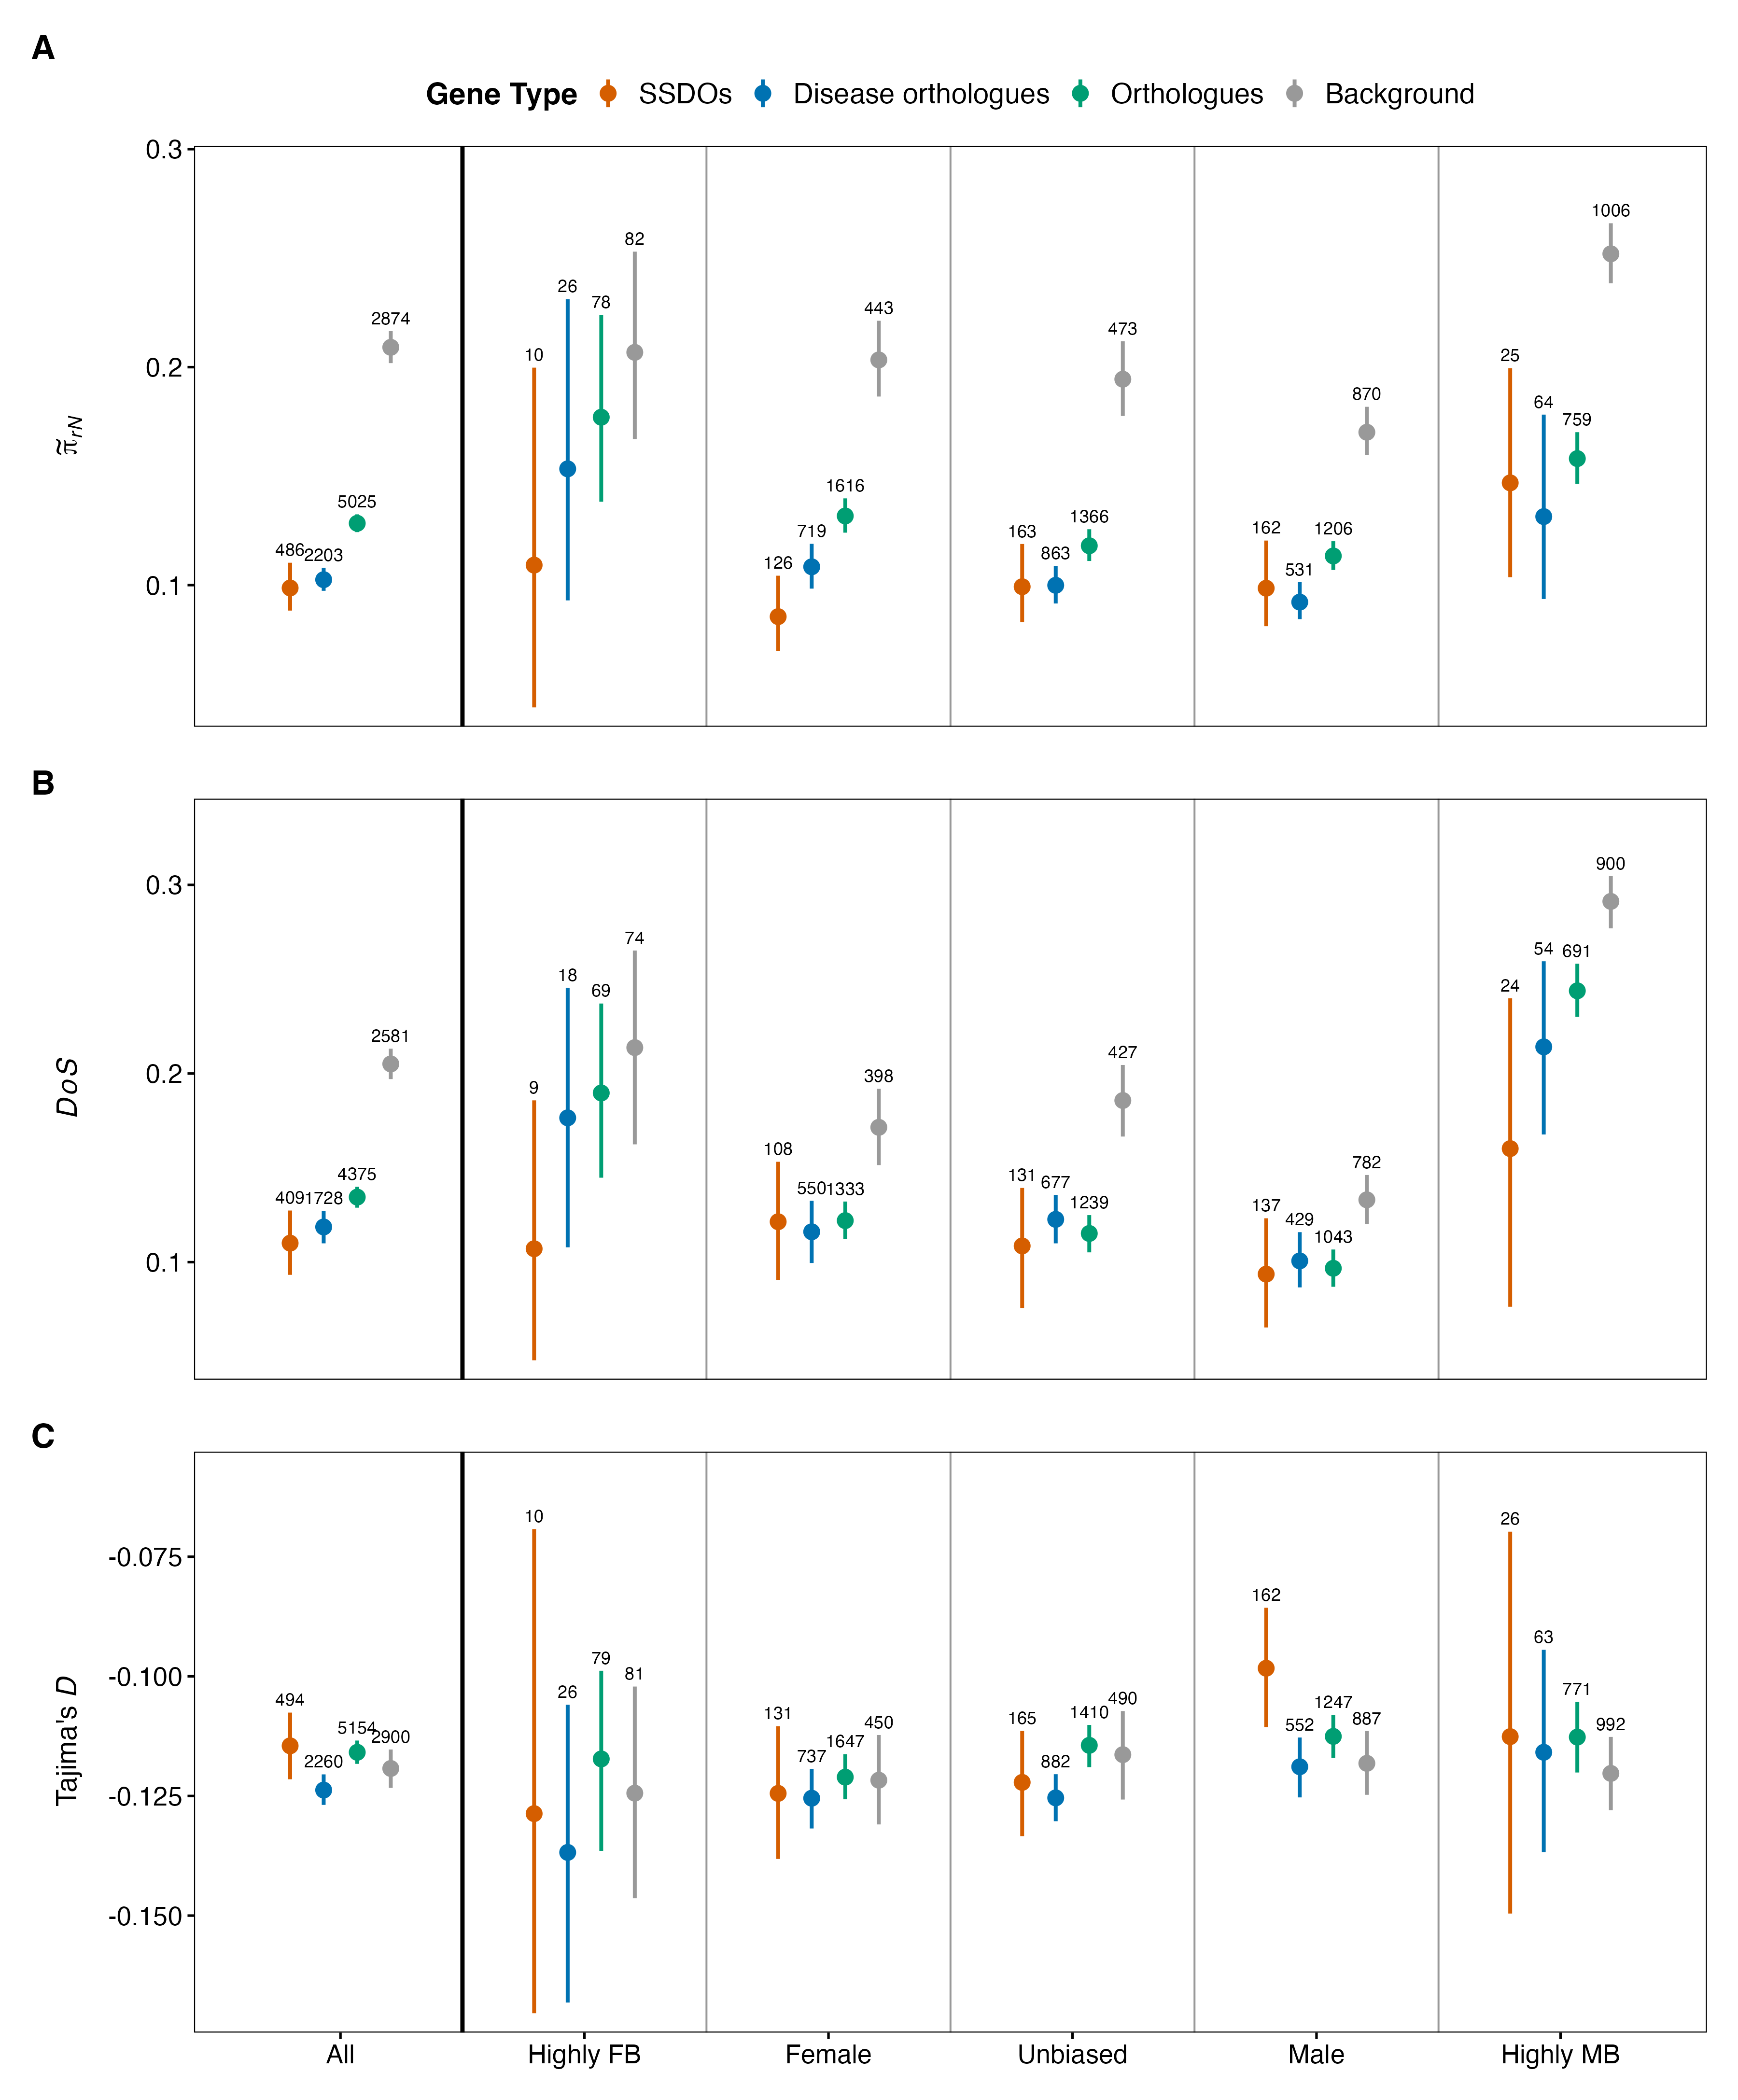 A
Gene Type SSDOs Disease orthologues Orthologues Background
0.3
0.2
0.1
π̃rN
486 2203 5025 2874
10 26 78 82
126 719 1616 443
163 863 1366 473
162 531 1206 870
25 64 759 1006
B
0.3
0.2
0.1
DoS
409 1728 4375 2581
9 18 69 74
108 550 1333 398
131 677 1239 427
137 429 1043 782
24 54 691 900
C
-0.075
-0.100
-0.125
-0.150
Tajima's D
494 2260 5154 2900
10 26 79 81
131 737 1647 450
165 882 1410 490
162 552 1247 887
26 63 771 992
All Highly FB Female Unbiased Male Highly MB